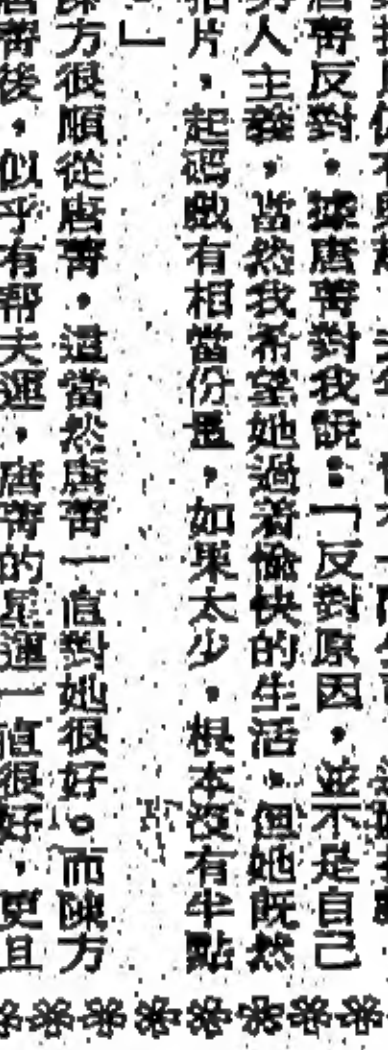 唐菁反對，據唐菁對我說：「反對原因，並不是自己
男人主義，當然我希望她過着愉快的生活，但她既然
拍片，起碼戲有相當份量，如果太少，根本沒有半點
」
陳方很順從唐菁，這當然唐菁一直對她很好。而陳方
唐菁後，似乎有帮夫運，唐菁的星運一直很好，更且